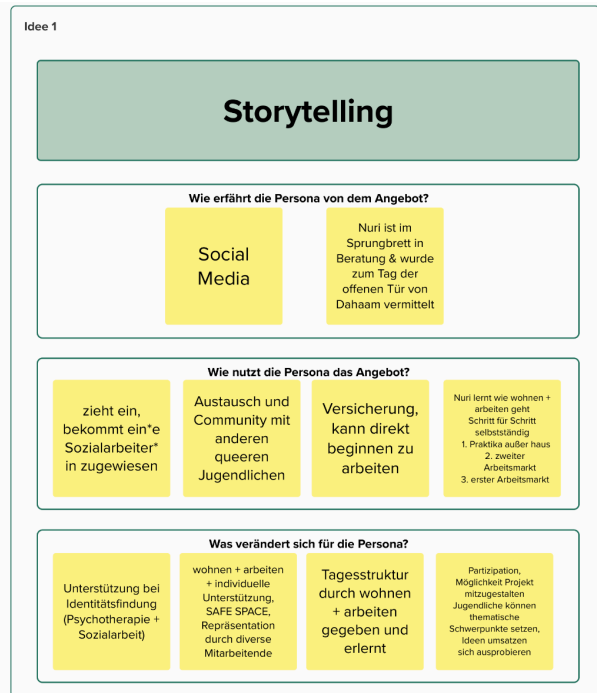 Idee 1
Storytelling
Wie erfährt die Persona von dem Angebot?
Social
Media
Nuri ist im
Sprungbrett in
Beratung & wurde
zum Tag der
offenen Tür von
Dahaam vermittelt
Wie nutzt die Persona das Angebot?
zieht ein,
bekommt ein*e
Sozialarbeiter*
in zugewiesen
Austausch und
Community mit
anderen
queeren
Jugendlichen
Versicherung,
kann direkt
beginnen zu
arbeiten
Nuri lernt wie wohnen +
arbeiten geht
Schritt für Schritt
selbstständig
1. Praktika außer haus
2. zweiter
Arbeitsmarkt
3. erster Arbeitsmarkt
Was verändert sich für die Persona?
Unterstützung bei
Identitätsfindung
(Psychotherapie +
Sozialarbeit)
wohnen + arbeiten
+ individuelle
Unterstützung,
SAFE SPACE,
Repräsentation
durch diverse
Mitarbeitende
Tagesstruktur
durch wohnen
+ arbeiten
gegeben und
erlernt
Partizipation,
Möglichkeit Projekt
mitzugestalten
Jugendliche können
thematische
Schwerpunkte setzen,
Ideen umsatzen
sich ausprobieren